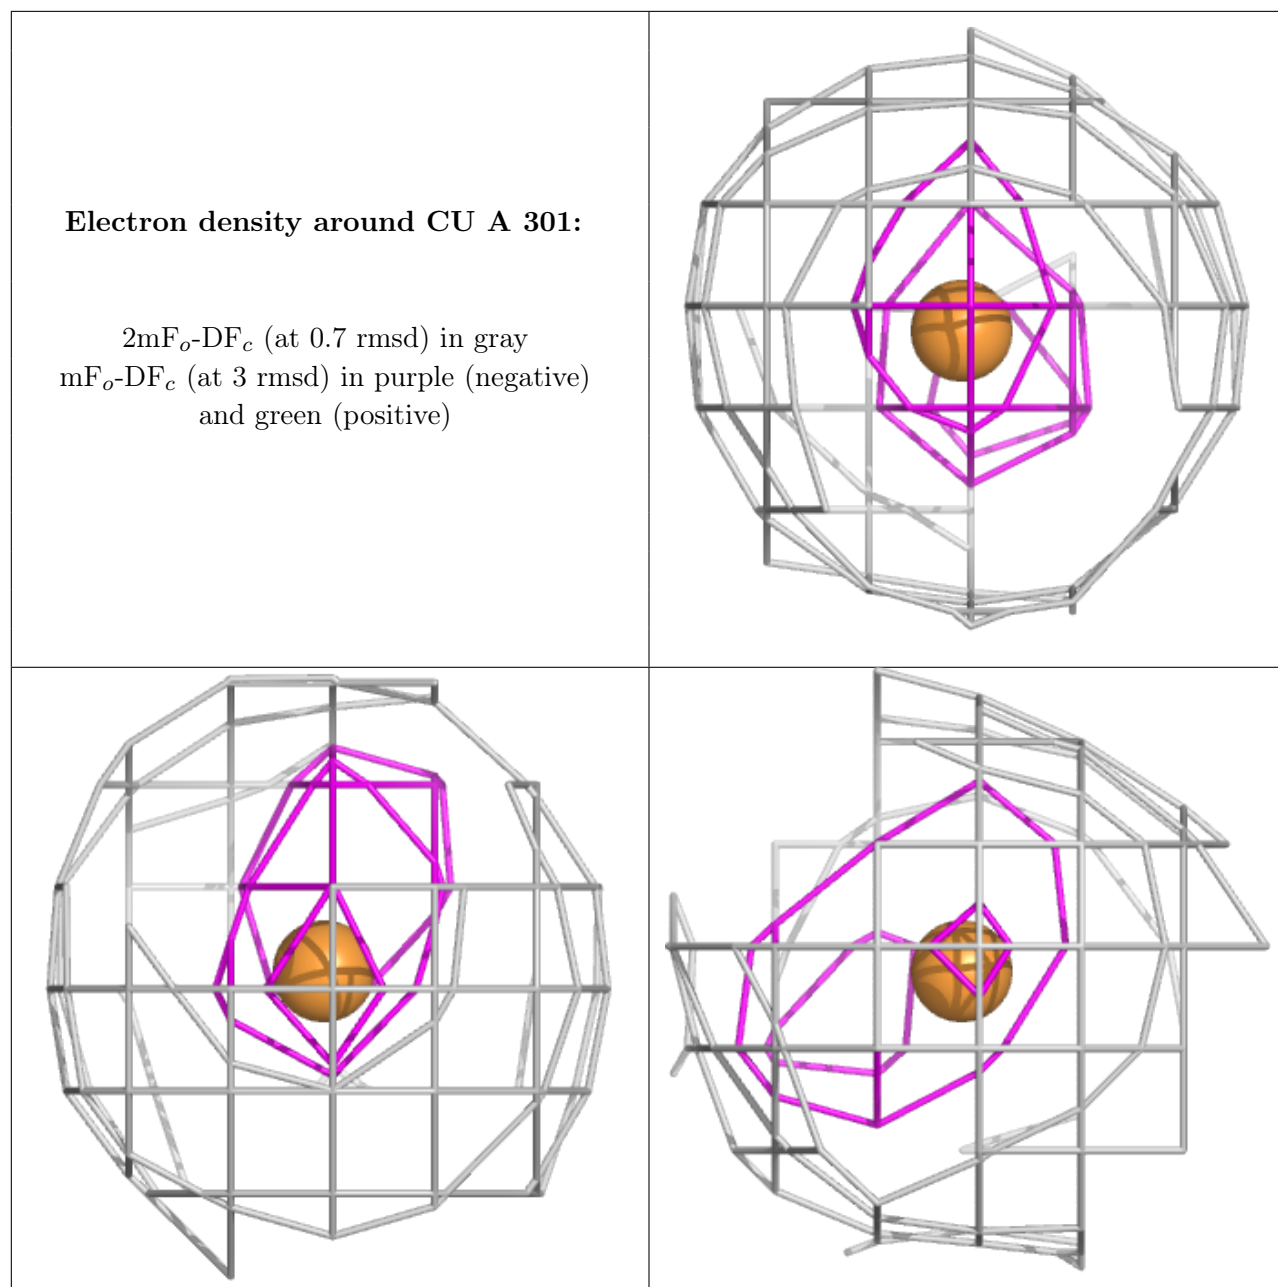 Electron density around CU A 301:
2mFo-DFc (at 0.7 rmsd) in gray
mFo-DFc (at 3 rmsd) in purple (negative)
and green (positive)